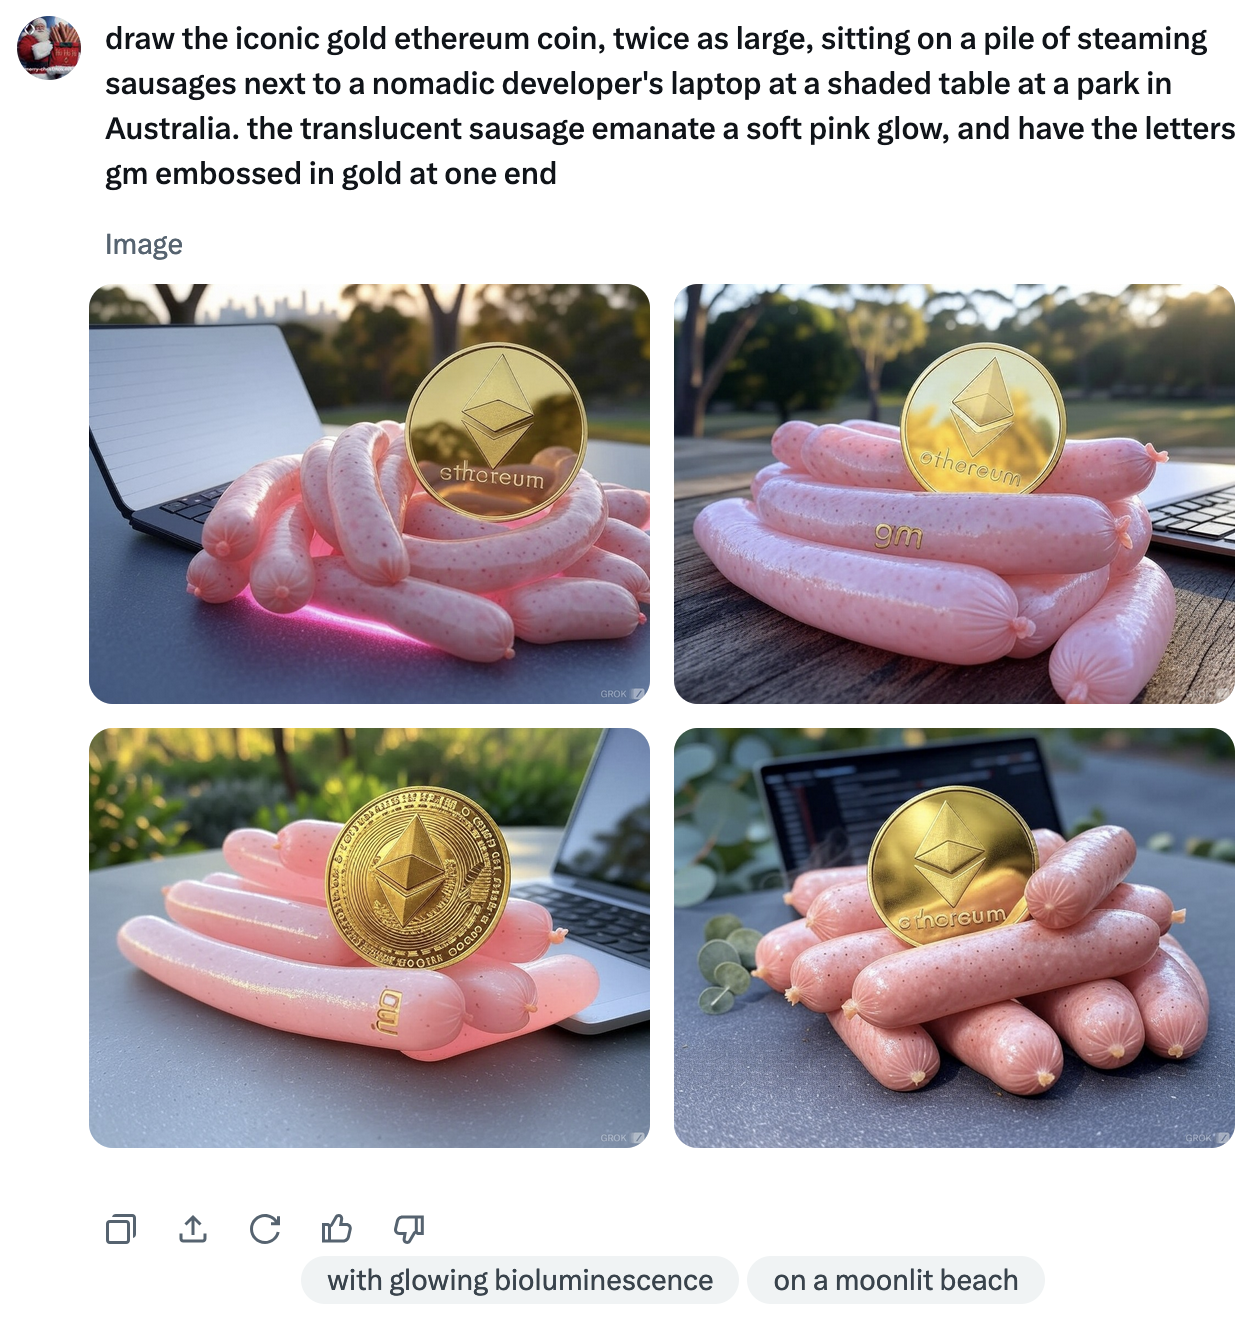 draw the iconic gold ethereum coin, twice as large, sitting on a pile of steaming
sausages next to a nomadic developer's laptop at a shaded table at a park in
Australia. the translucent sausage emanate a soft pink glow, and have the letters
gm embossed in gold at one end
Image
ethereum
GROK
ethereum
gm
GROK
GROK
ethoreum
GROK
with glowing bioluminescence
on a moonlit beach